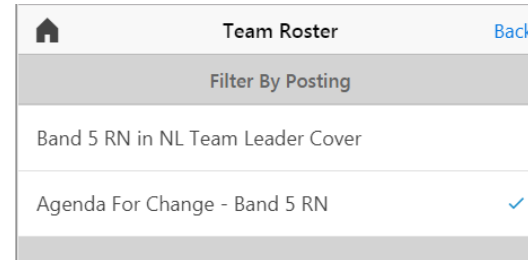 Team Roster Back
Filter By Posting
Band 5 RN in NL Team Leader Cover
Agenda For Change - Band 5 RN